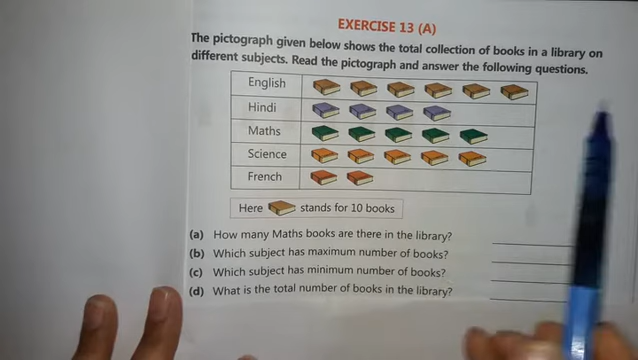 EXERCISE 13 (A)
The pictograph given below shows the total collection of books in a library on
different subjects. Read the pictograph and answer the following questions.
English
Hindi
Maths
Science
French
Here stands for 10 books
(a) How many Maths books are there in the library?
(b) Which subject has maximum number of books?
(c) Which subject has minimum number of books?
(d) What is the total number of books in the library?